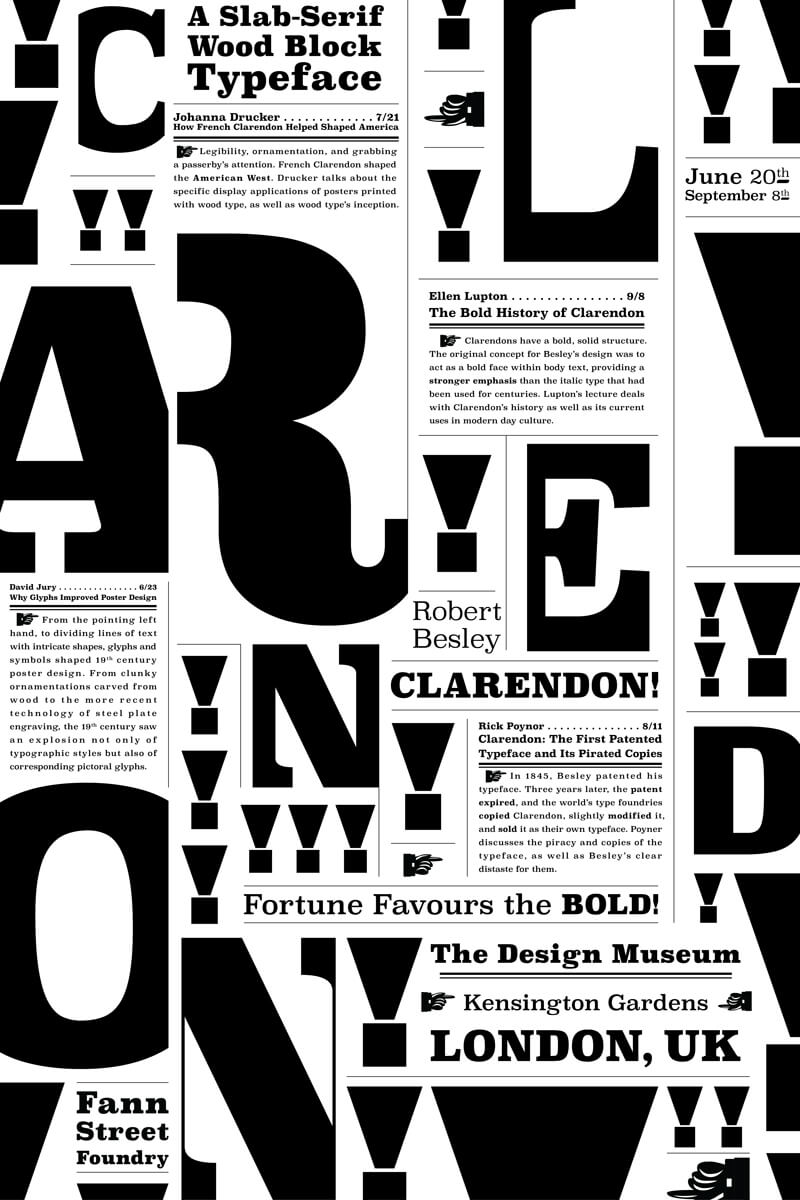 A Slab-Serif
Wood Block
Typeface
Johanna Drucker . . . . . . . . . . . . . 7/21
How French Clarendon Helped Shaped America
☛ Legibility, ornamentation, and grabbing
a passerby's attention. French Clarendon shaped
the American West. Drucker talks about the
specific display applications of posters printed
with wood type, as well as wood type's inception.
June 20th
September 8th
Ellen Lupton . . . . . . . . . . . . . . . . 9/8
The Bold History of Clarendon
☛ Clarendons have a bold, solid structure.
The original concept for Besley's design was to
act as a bold face within body text, providing a
stronger emphasis than the italic type that had
been used for centuries. Lupton's lecture deals
with Clarendon's history as well as its current
uses in modern day culture.
C
L
A
R
!
E
N
D
O
N
!
David Jury . . . . . . . . . . . . . . . . 6/23
Why Glyphs Improved Poster Design
☛ From the pointing left
hand, to dividing lines of text
with intricate shapes, glyphs and
symbols shaped 19th century
poster design. From clunky
ornamentations carved from
wood to the more recent
technology of steel plate
engraving, the 19th century saw
an explosion not only of
typographic styles but also of
corresponding pictoral glyphs.
Robert
Besley
CLARENDON!
Rick Poynor . . . . . . . . . . . . . . 8/11
Clarendon: The First Patented
Typeface and Its Pirated Copies
☛ In 1845, Besley patented his
typeface. Three years later, the patent
expired, and the world's type foundries
copied Clarendon, slightly modified it,
and sold it as their own typeface. Poyner
discusses the piracy and copies of the
typeface, as well as Besley's clear
distaste for them.
! ! !
Fortune Favours the BOLD!
The Design Museum
Kensington Gardens
LONDON, UK
Fann
Street
Foundry